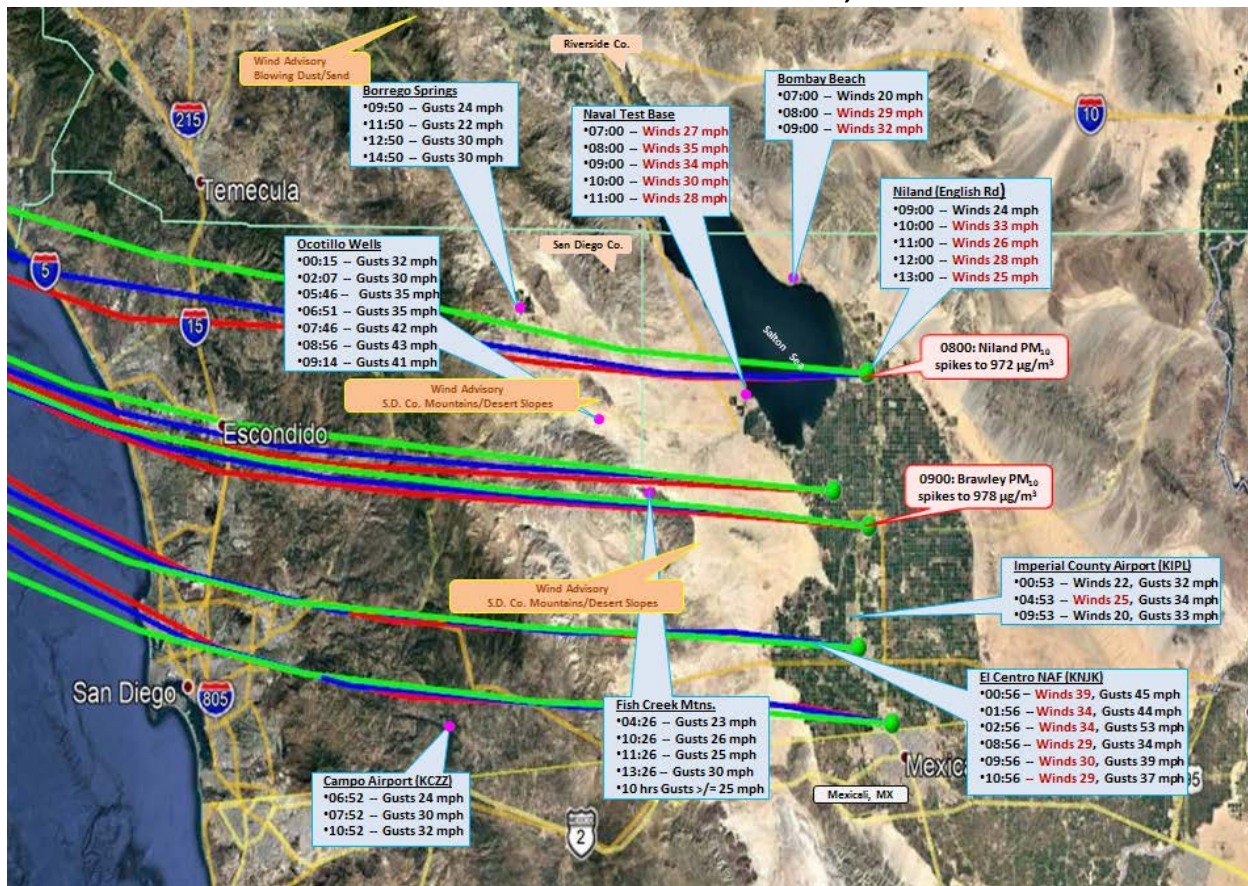 Wind Advisory
Blowing Dust/Sand
Riverside Co.
Borrego Springs
•09:50 -- Gusts 24 mph
•11:50 -- Gusts 22 mph
•12:50 -- Gusts 30 mph
•14:50 -- Gusts 30 mph
Naval Test Base
•07:00 -- Winds 27 mph
•08:00 -- Winds 35 mph
•09:00 -- Winds 34 mph
•10:00 -- Winds 30 mph
•11:00 -- Winds 28 mph
Bombay Beach
•07:00 -- Winds 20 mph
•08:00 -- Winds 29 mph
•09:00 -- Winds 32 mph
10
215
Temecula
Niland (English Rd)
•09:00 -- Winds 24 mph
•10:00 -- Winds 33 mph
•11:00 -- Winds 26 mph
•12:00 -- Winds 28 mph
•13:00 -- Winds 25 mph
San Diego Co.
Ocotillo Wells
•00:15 -- Gusts 32 mph
•02:07 -- Gusts 30 mph
•05:46 -- Gusts 35 mph
•06:51 -- Gusts 35 mph
•07:46 -- Gusts 42 mph
•08:56 -- Gusts 43 mph
•09:14 -- Gusts 41 mph
5
15
Salton Sea
0800: Niland PM10
spikes to 972 µg/m³
Wind Advisory
S.D. Co. Mountains/Desert Slopes
Escondido
0900: Brawley PM10
spikes to 978 µg/m³
Wind Advisory
S.D. Co. Mountains/Desert Slopes
Imperial County Airport (KIPL)
•00:53 -- Winds 22, Gusts 32 mph
•04:53 -- Winds 25, Gusts 34 mph
•09:53 -- Winds 20, Gusts 33 mph
San Diego
805
El Centro NAF (KNJK)
•00:56 – Winds 39, Gusts 45 mph
•01:56 -- Winds 34, Gusts 44 mph
•02:56 -- Winds 34, Gusts 53 mph
•08:56 -- Winds 29, Gusts 34 mph
•09:56 -- Winds 30, Gusts 39 mph
•10:56 -- Winds 29, Gusts 37 mph
Fish Creek Mtns.
•04:26 -- Gusts 23 mph
•10:26 -- Gusts 26 mph
•11:26 -- Gusts 25 mph
•13:26 -- Gusts 30 mph
•10 hrs Gusts >/= 25 mph
Mexica
95
Mexicali, MX
Campo Airport (KCZZ)
•06:52 -- Gusts 24 mph
•07:52 -- Gusts 30 mph
•10:52 -- Gusts 32 mph
2